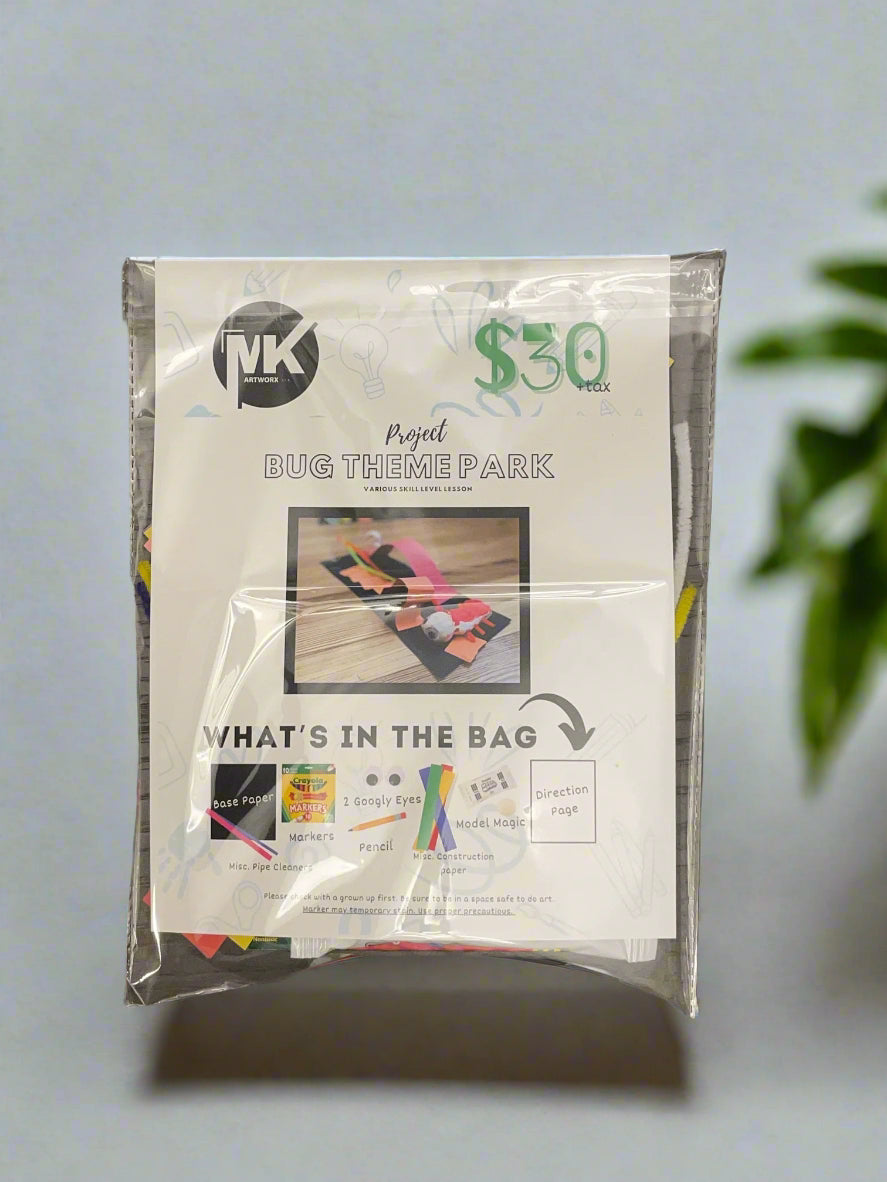 MK
ARTWORX
$30
+tax
Project
BUG THEME PARK
VARIOUS SKILL LEVEL LESSON
WHAT'S IN THE BAG
Base Paper
Crayola
MARKERS
10
Markers
2 Googly Eyes
Pencil
Model Magic
Direction
Page
Misc. Construction
paper
Misc. Pipe Cleaners
Please check with a grown up first. Be sure to be in a space safe to do art.
Marker may temporary stain. Use proper precautious.